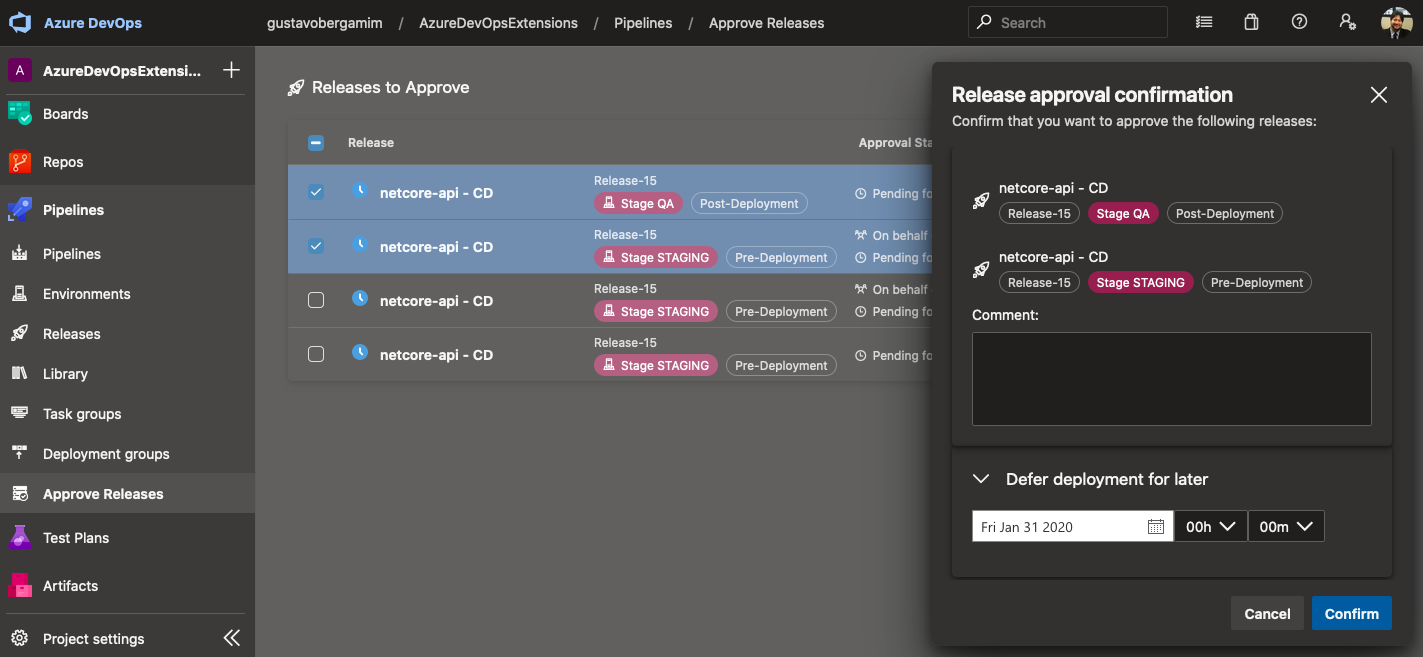 Azure DevOps
gustavobergamim / AzureDevOpsExtensions / Pipelines / Approve Releases
Search
A AzureDevOpsExtensi...
Boards
Repos
Pipelines
Pipelines
Environments
Releases
Library
Task groups
Deployment groups
Approve Releases
Test Plans
Artifacts
Project settings
Releases to Approve
Release Approval Sta
netcore-api - CD
Release-15
Stage QA Post-Deployment
Pending fo
netcore-api - CD
Release-15
Stage STAGING Pre-Deployment
On behalf
Pending fo
netcore-api - CD
Release-15
Stage STAGING Pre-Deployment
On behalf
Pending fo
netcore-api - CD
Release-15
Stage STAGING Pre-Deployment
Pending fo
Release approval confirmation
Confirm that you want to approve the following releases:
netcore-api - CD
Release-15 Stage QA Post-Deployment
netcore-api - CD
Release-15 Stage STAGING Pre-Deployment
Comment:
Defer deployment for later
Fri Jan 31 2020 00h 00m
Cancel Confirm